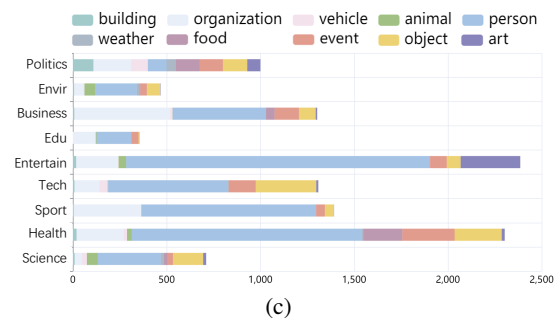 building organization vehicle animal person
weather food event object art
Politics
Envir
Business
Edu
Entertain
Tech
Sport
Health
Science
0 500 1,000 1,500 2,000 2,500
(c)